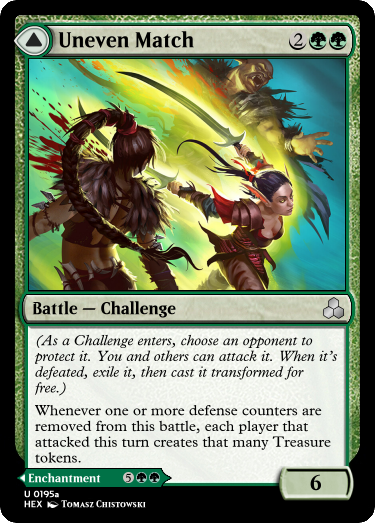 Uneven Match 2
Battle — Challenge
(As a Challenge enters, choose an opponent to
protect it. You and others can attack it. When it's
defeated, exile it, then cast it transformed for
free.)
Whenever one or more defense counters are
removed from this battle, each player that
attacked this turn creates that many Treasure
tokens.
Enchantment 5
6
U 0195a
HEX Tomasz Chistowski